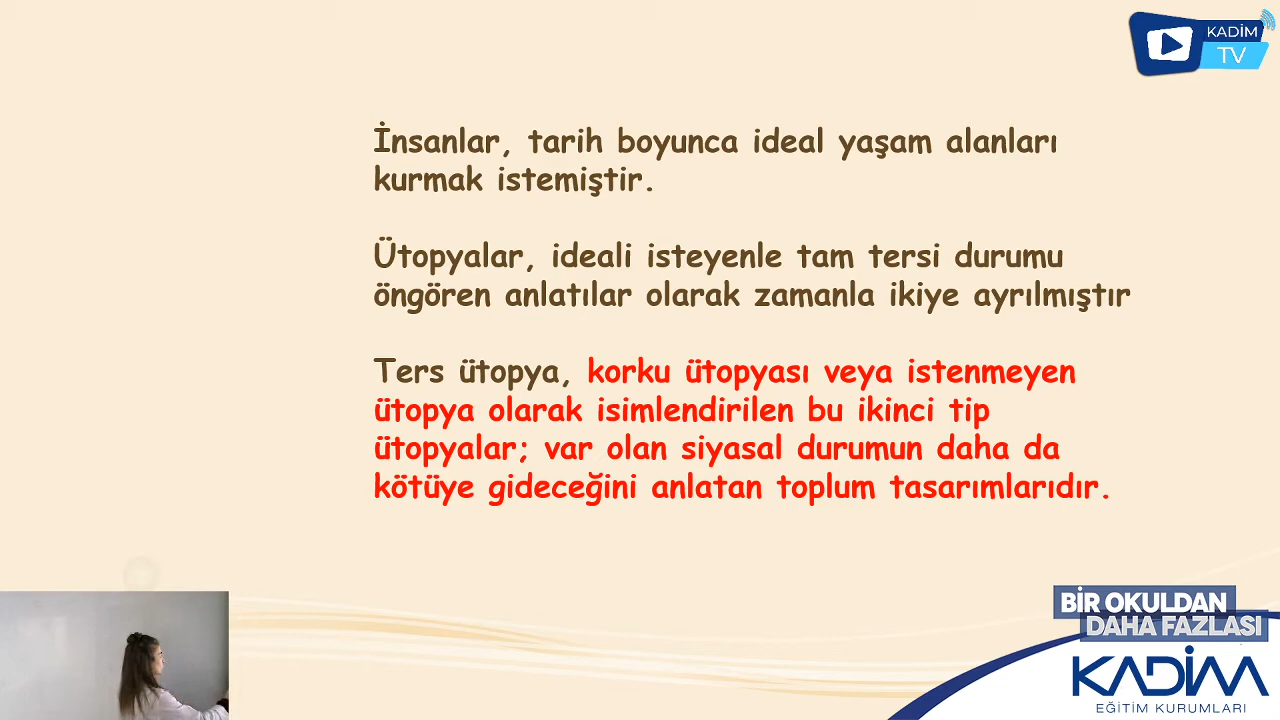 KADİM
TV
İnsanlar, tarih boyunca ideal yaşam alanları
kurmak istemiştir.
Ütopyalar, ideali isteyenle tam tersi durumu
öngören anlatılar olarak zamanla ikiye ayrılmıştır
Ters ütopya, korku ütopyası veya istenmeyen
ütopya olarak isimlendirilen bu ikinci tip
ütopyalar; var olan siyasal durumun daha da
kötüye gideceğini anlatan toplum tasarımlarıdır.
BİR OKULDAN
DAHA FAZLASI
KADİM
EĞİTİM KURUMLARI